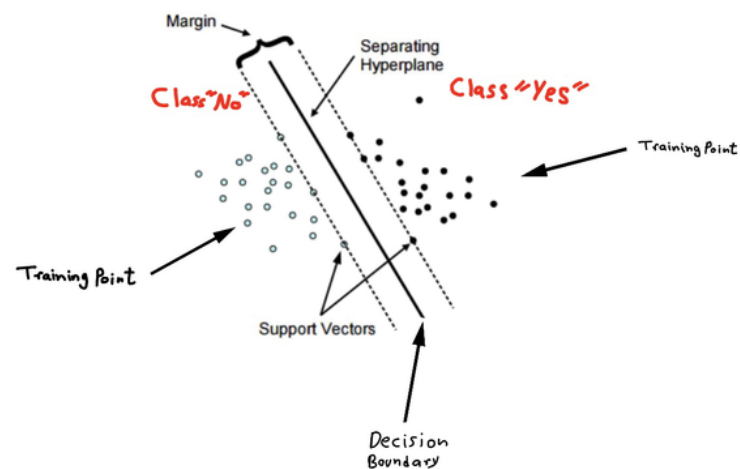 Margin
Separating
Hyperplane
Class "No"
Class "Yes"
Training Point
Training Point
Support Vectors
Decision
Boundary